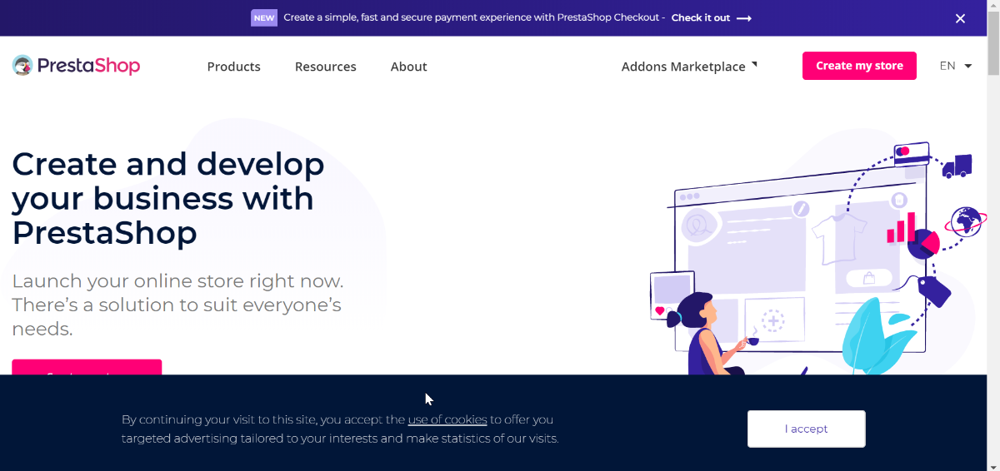 NEW Create a simple, fast and secure payment experience with PrestaShop Checkout - Check it out
PrestaShop
Products
Resources
About
Addons Marketplace
Create my store
EN
Create and develop
your business with
PrestaShop
Launch your online store right now.
There’s a solution to suit everyone’s
needs.
By continuing your visit to this site, you accept the use of cookies to offer you
targeted advertising tailored to your interests and make statistics of our visits.
I accept